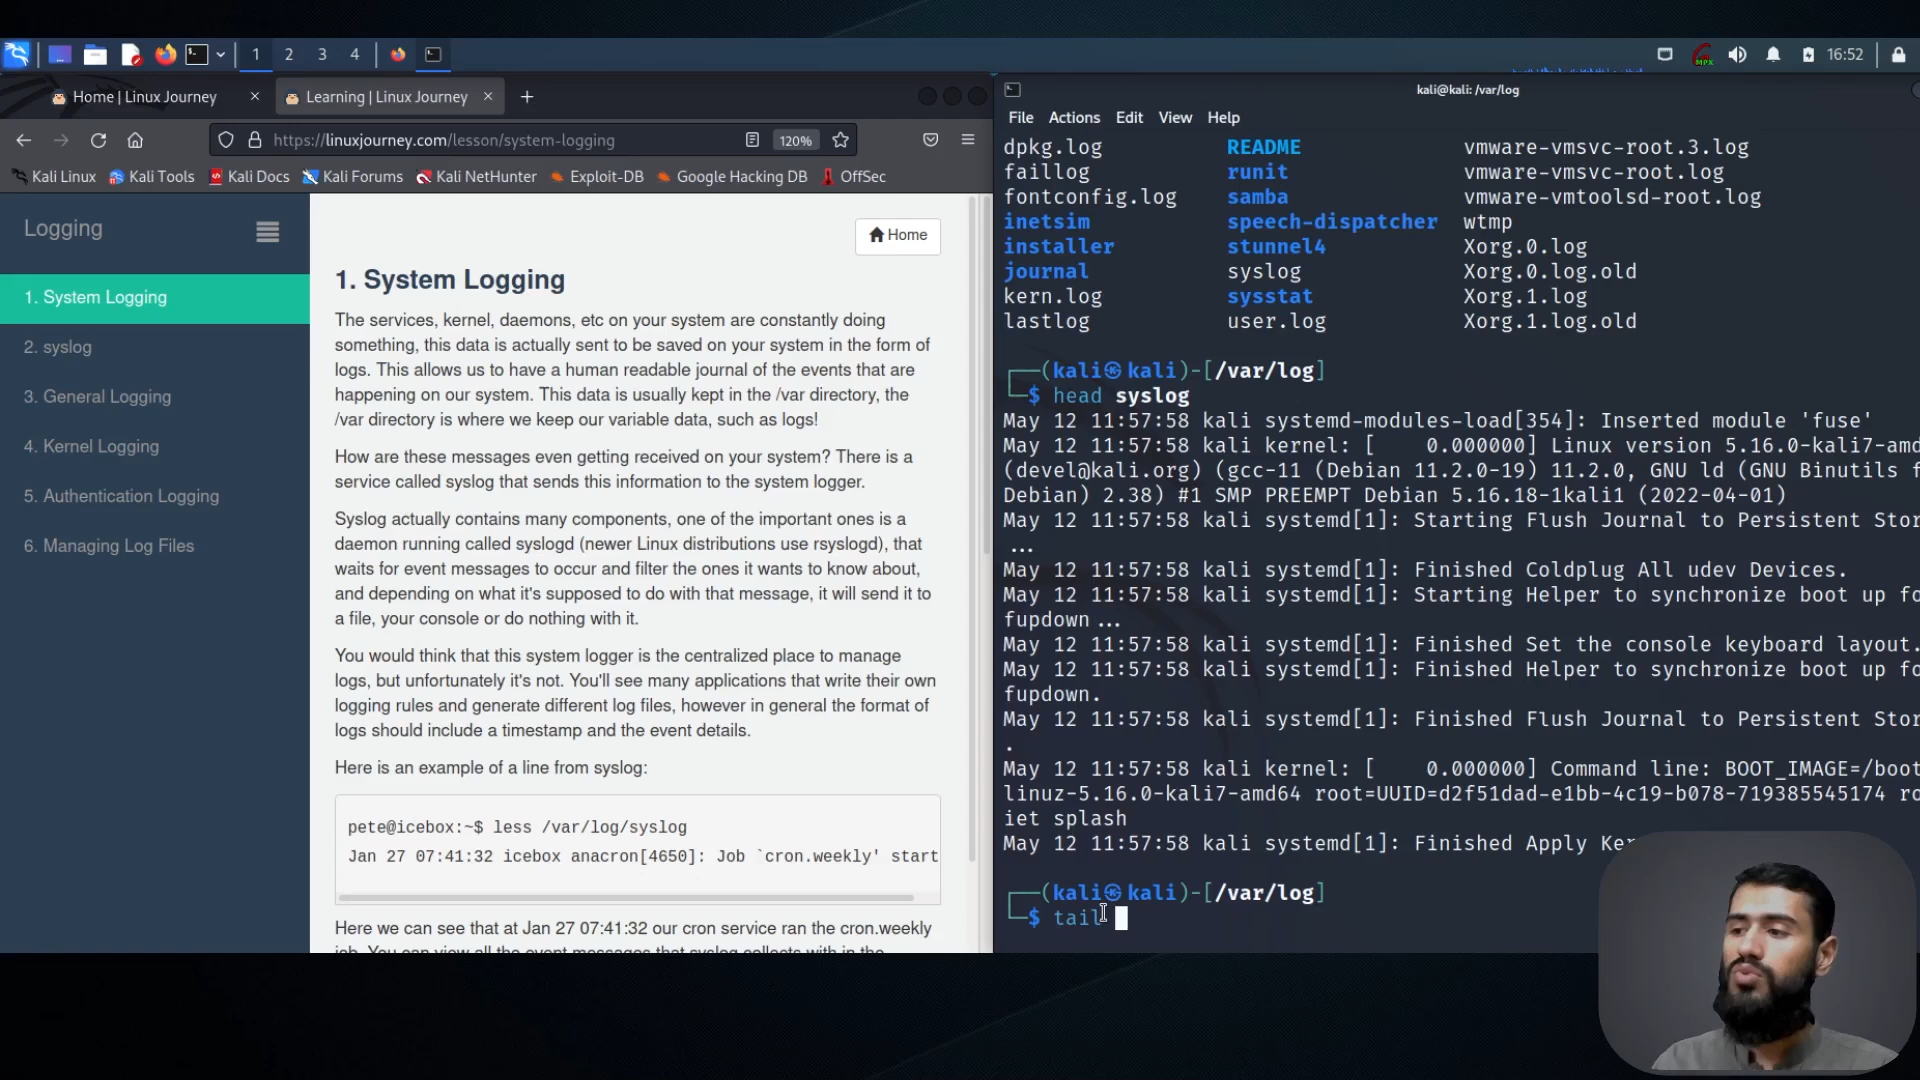 1 2 3 4
MPX
16:52
Home | Linux Journey
Learning | Linux Journey
https://linuxjourney.com/lesson/system-logging
120%
Kali Linux
Kali Tools
Kali Docs
Kali Forums
Kali NetHunter
Exploit-DB
Google Hacking DB
OffSec
Logging
1. System Logging
2. syslog
3. General Logging
4. Kernel Logging
5. Authentication Logging
6. Managing Log Files
Home
1. System Logging
The services, kernel, daemons, etc on your system are constantly doing
something, this data is actually sent to be saved on your system in the form of
logs. This allows us to have a human readable journal of the events that are
happening on our system. This data is usually kept in the /var directory, the
/var directory is where we keep our variable data, such as logs!
How are these messages even getting received on your system? There is a
service called syslog that sends this information to the system logger.
Syslog actually contains many components, one of the important ones is a
daemon running called syslogd (newer Linux distributions use rsyslogd), that
waits for event messages to occur and filter the ones it wants to know about,
and depending on what it's supposed to do with that message, it will send it to
a file, your console or do nothing with it.
You would think that this system logger is the centralized place to manage
logs, but unfortunately it's not. You'll see many applications that write their own
logging rules and generate different log files, however in general the format of
logs should include a timestamp and the event details.
Here is an example of a line from syslog:
pete@icebox:~$ less /var/log/syslog
Jan 27 07:41:32 icebox anacron[4650]: Job `cron.weekly' start
Here we can see that at Jan 27 07:41:32 our cron service ran the cron.weekly
job. You can view all the event messages that syslog collects with in the
kali@kali: /var/log
File Actions Edit View Help
dpkg.log README vmware-vmsvc-root.3.log
faillog runit vmware-vmsvc-root.log
fontconfig.log samba vmware-vmtoolsd-root.log
inetsim speech-dispatcher wtmp
installer stunnel4 Xorg.0.log
journal syslog Xorg.0.log.old
kern.log sysstat Xorg.1.log
lastlog user.log Xorg.1.log.old
┌──(kali㉿kali)-[/var/log]
└─$ head syslog
May 12 11:57:58 kali systemd-modules-load[354]: Inserted module 'fuse'
May 12 11:57:58 kali kernel: [    0.000000] Linux version 5.16.0-kali7-amd
(devel@kali.org) (gcc-11 (Debian 11.2.0-19) 11.2.0, GNU ld (GNU Binutils f
Debian) 2.38) #1 SMP PREEMPT Debian 5.16.18-1kali1 (2022-04-01)
May 12 11:57:58 kali systemd[1]: Starting Flush Journal to Persistent Stor
...
May 12 11:57:58 kali systemd[1]: Finished Coldplug All udev Devices.
May 12 11:57:58 kali systemd[1]: Starting Helper to synchronize boot up fo
fupdown...
May 12 11:57:58 kali systemd[1]: Finished Set the console keyboard layout.
May 12 11:57:58 kali systemd[1]: Finished Helper to synchronize boot up fo
fupdown.
May 12 11:57:58 kali systemd[1]: Finished Flush Journal to Persistent Stor
.
May 12 11:57:58 kali kernel: [    0.000000] Command line: BOOT_IMAGE=/boot
linuz-5.16.0-kali7-amd64 root=UUID=d2f51dad-e1bb-4c19-b078-719385545174 ro
iet splash
May 12 11:57:58 kali systemd[1]: Finished Apply Ker
┌──(kali㉿kali)-[/var/log]
└─$ tail